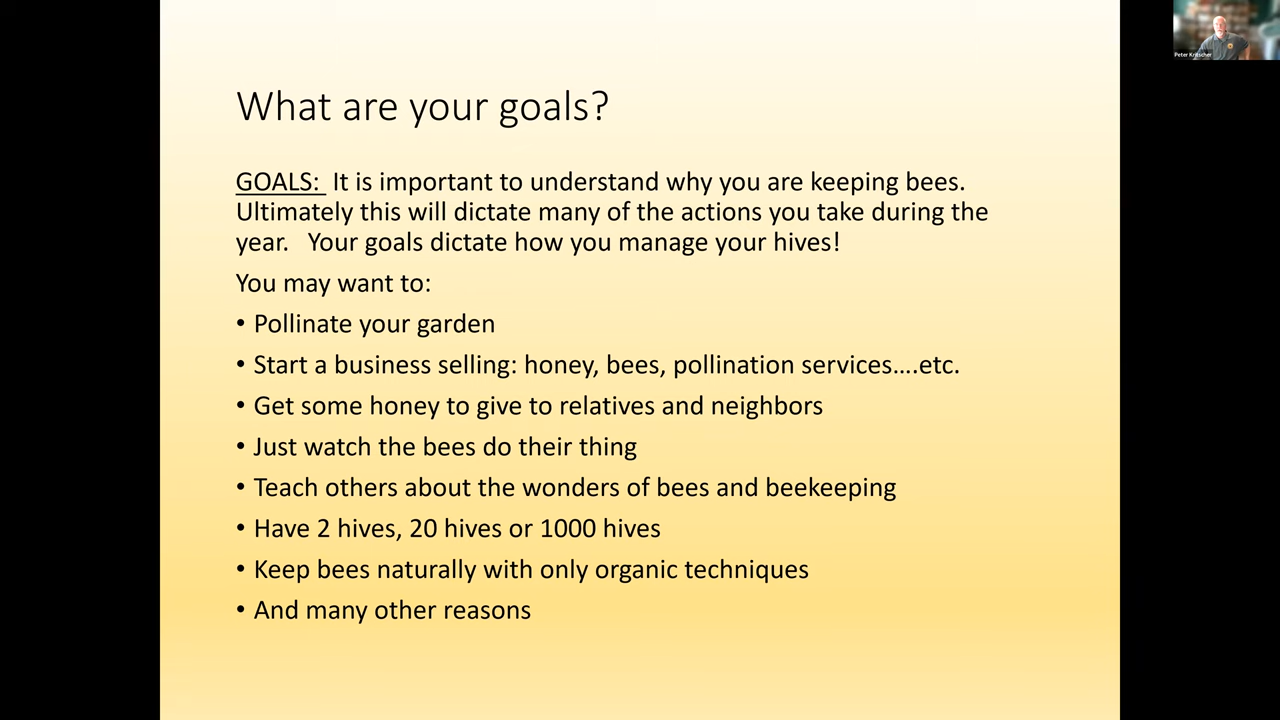 What are your goals?
GOALS: It is important to understand why you are keeping bees.
Ultimately this will dictate many of the actions you take during the
year. Your goals dictate how you manage your hives!
You may want to:
• Pollinate your garden
• Start a business selling: honey, bees, pollination services….etc.
• Get some honey to give to relatives and neighbors
• Just watch the bees do their thing
• Teach others about the wonders of bees and beekeeping
• Have 2 hives, 20 hives or 1000 hives
• Keep bees naturally with only organic techniques
• And many other reasons
Peter